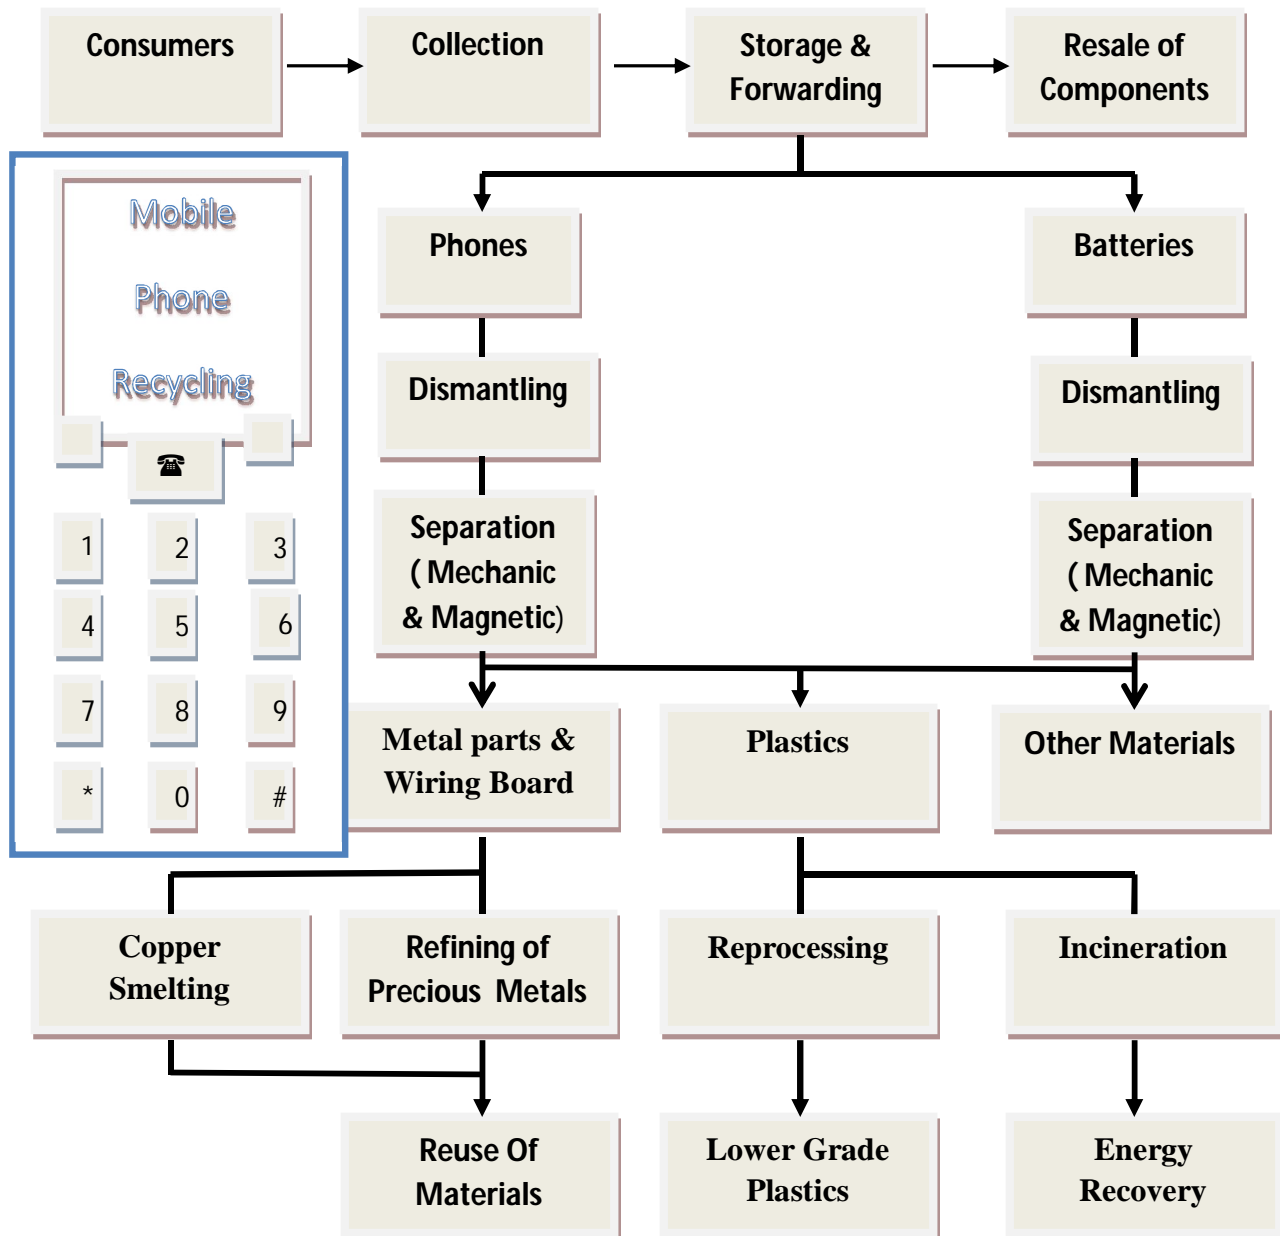 Consumers
Collection
Storage &
Forwarding
Resale of
Components
Mobile
Phone
Recycling
☎
1 2 3
4 5 6
7 8 9
* 0 #
Phones
Batteries
Dismantling
Dismantling
Separation
( Mechanic
& Magnetic)
Separation
( Mechanic
& Magnetic)
Metal parts &
Wiring Board
Plastics
Other Materials
Copper
Smelting
Refining of
Precious Metals
Reprocessing
Incineration
Reuse Of
Materials
Lower Grade
Plastics
Energy
Recovery